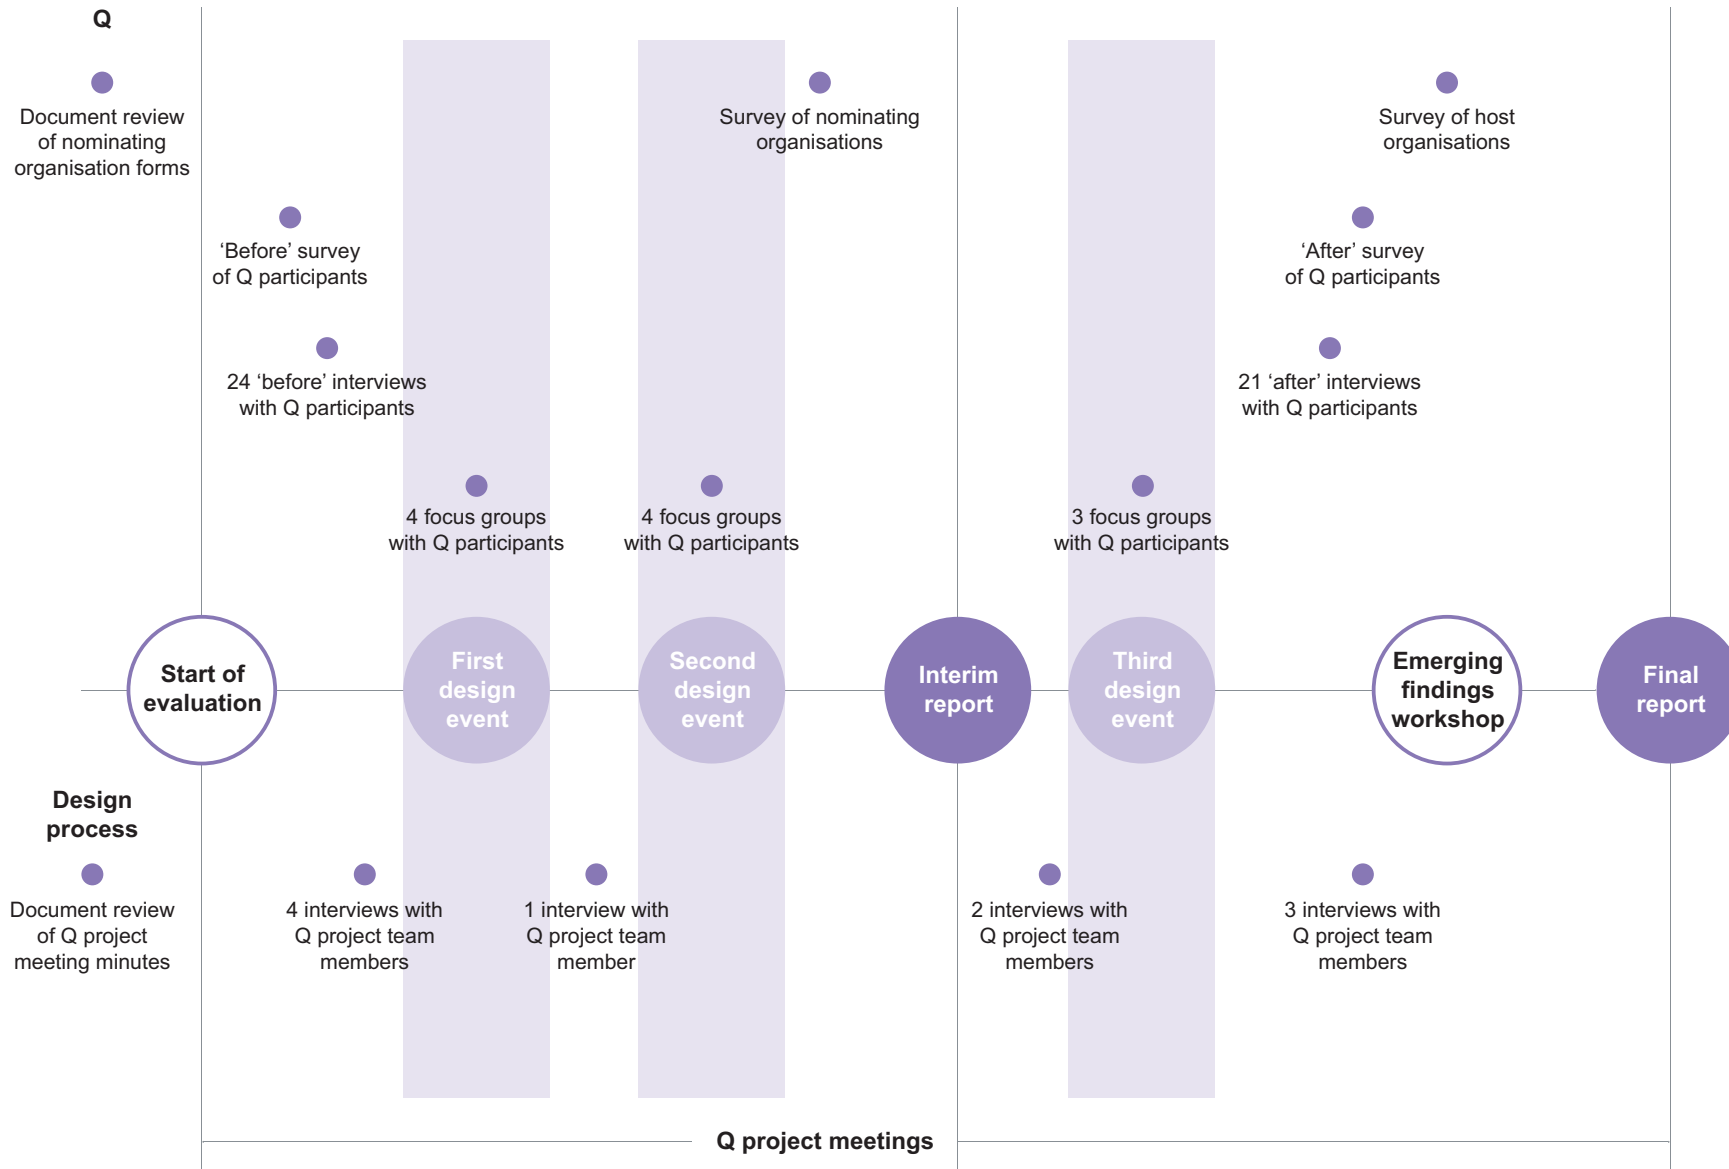 Q
Document review
of nominating
organisation forms
Survey of nominating
organisations
Survey of host
organisations
‘Before’ survey
of Q participants
‘After’ survey
of Q participants
24 ‘before’ interviews
with Q participants
21 ‘after’ interviews
with Q participants
4 focus groups
with Q participants
4 focus groups
with Q participants
3 focus groups
with Q participants
Start of
evaluation
First
design
event
Second
design
event
Interim
report
Third
design
event
Emerging
findings
workshop
Final
report
Design
process
Document review
of Q project
meeting minutes
4 interviews with
Q project team
members
1 interview with
Q project team
member
2 interviews with
Q project team
members
3 interviews with
Q project team
members
Q project meetings